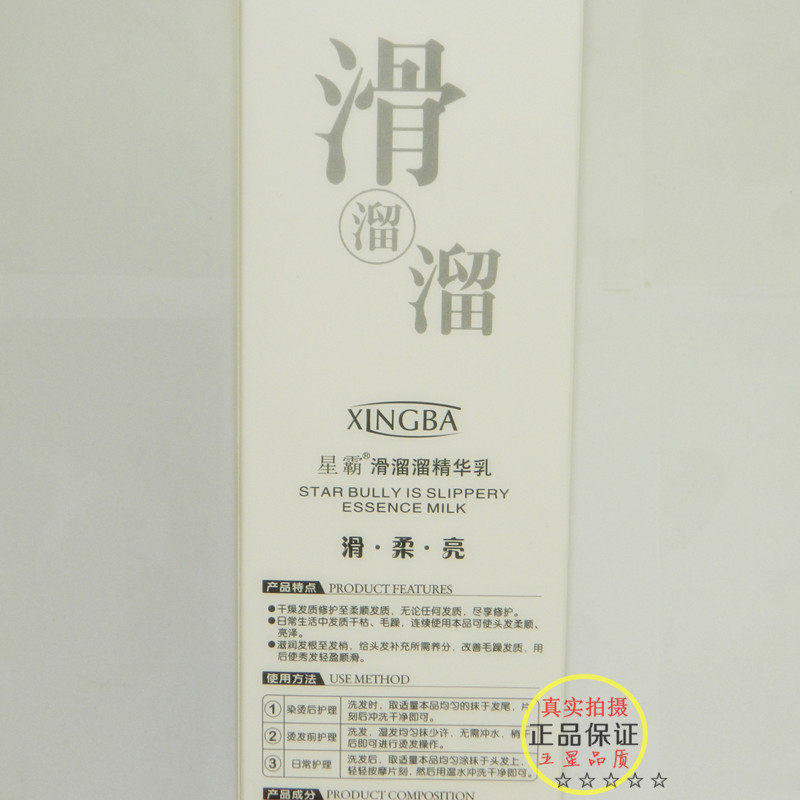 滑
溜
溜
XINGBA
星霸®滑溜溜精华乳
STAR BULLY IS SLIPPERY
ESSENCE MILK
滑·柔·亮
产品特点 PRODUCT FEATURES
●干燥发质修护至柔顺发质，无论任何发质，尽享修护。
●日常生活中发质干枯、毛躁，连续使用本品可使头发柔顺、
亮泽。
●滋润发根至发梢，给头发补充所需养分，改善毛躁发质，用
后使秀发轻盈顺滑。
使用方法 USE METHOD
① 染烫后护理 洗发时，取适量本品均匀的抹于发尾，片
刻后冲洗干净即可。
② 烫发前护理 洗发，湿发均匀抹少许，无需冲水，稍干
后即可进行烫发操作。
③ 日常护理 洗发后，取适量本品均匀涂抹于头发上，
轻轻按摩片刻，然后用温水冲洗干净即可。
产品成分 PRODUCT COMPOSITION
真实拍摄
正品保证
五星品质
☆☆☆☆☆